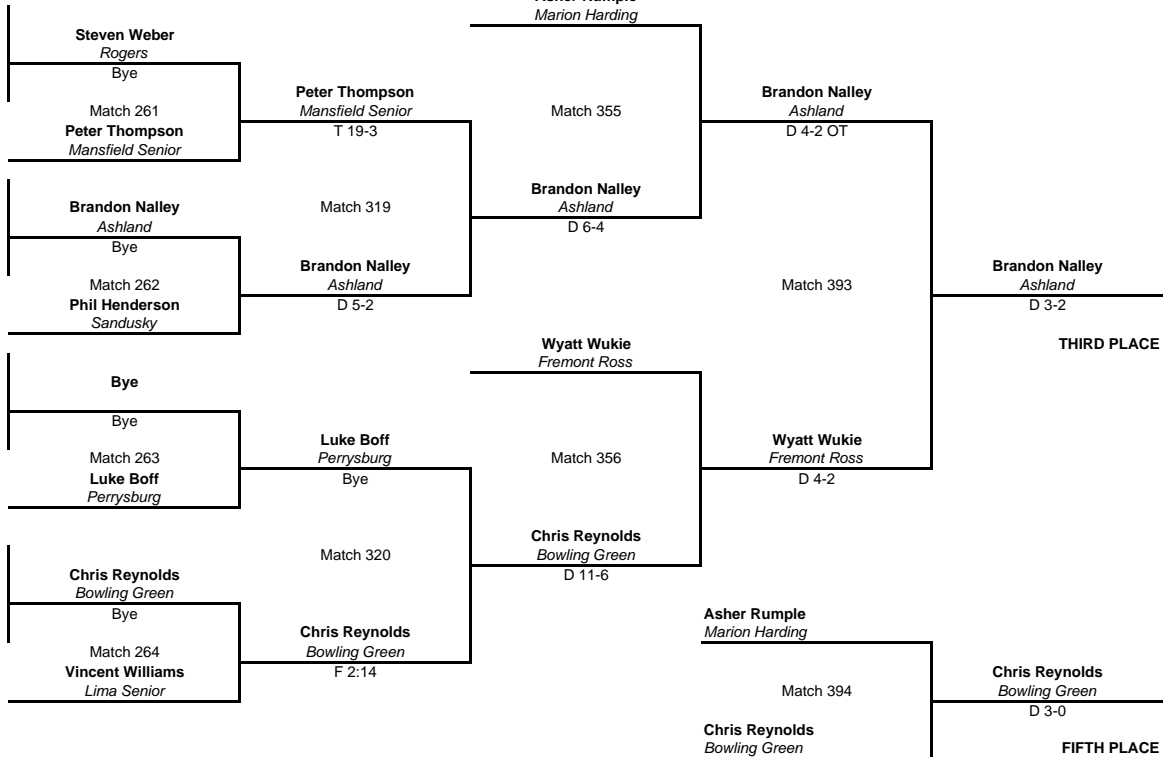 Asher Rumple
Marion Harding
Steven Weber
Rogers
Bye
Match 261
Peter Thompson
Mansfield Senior
Peter Thompson
Mansfield Senior
T 19-3
Match 355
Brandon Nalley
Ashland
D 4-2 OT
Brandon Nalley
Ashland
Bye
Match 262
Phil Henderson
Sandusky
Match 319
Brandon Nalley
Ashland
D 5-2
Brandon Nalley
Ashland
D 6-4
Match 393
Brandon Nalley
Ashland
D 3-2
THIRD PLACE
Bye
Bye
Match 263
Luke Boff
Perrysburg
Luke Boff
Perrysburg
Bye
Wyatt Wukie
Fremont Ross
Match 356
Wyatt Wukie
Fremont Ross
D 4-2
Chris Reynolds
Bowling Green
Bye
Match 264
Vincent Williams
Lima Senior
Match 320
Chris Reynolds
Bowling Green
F 2:14
Chris Reynolds
Bowling Green
D 11-6
Asher Rumple
Marion Harding
Match 394
Chris Reynolds
Bowling Green
Chris Reynolds
Bowling Green
D 3-0
FIFTH PLACE